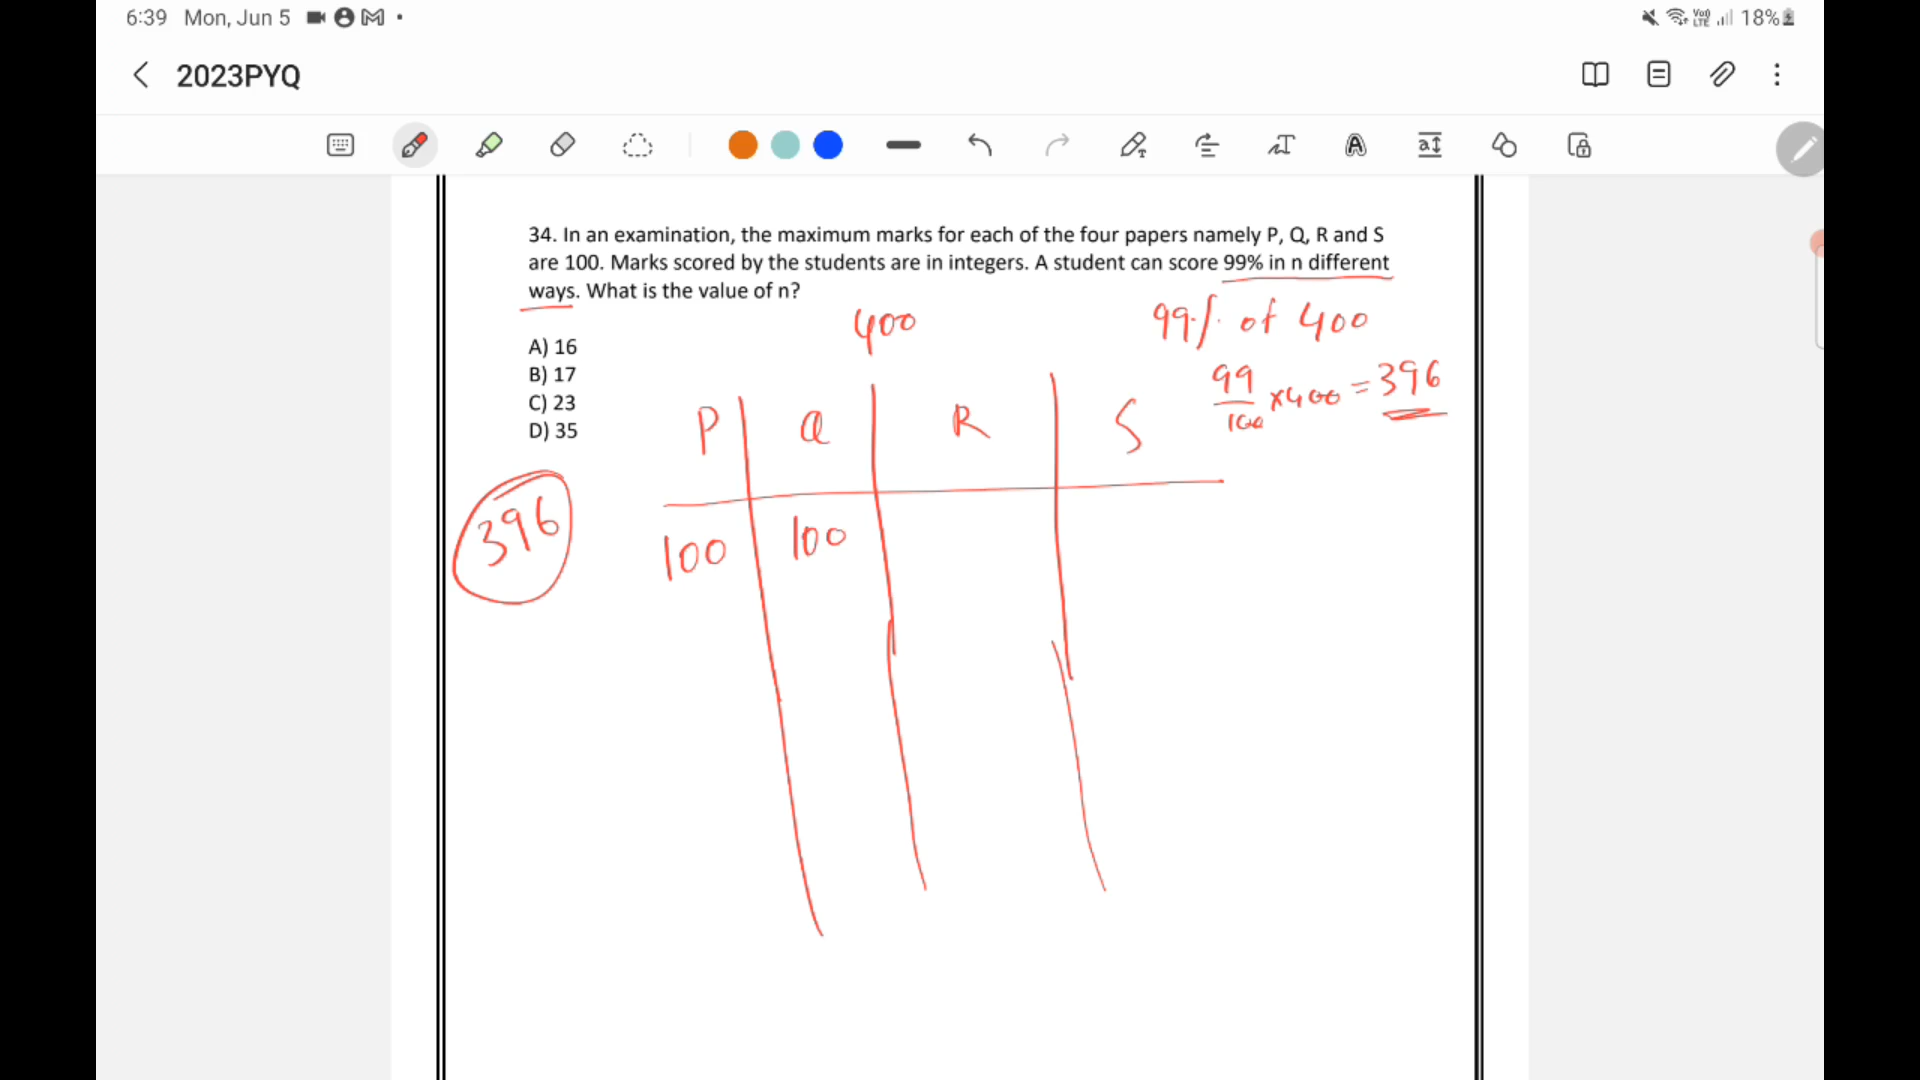 6:39 Mon, Jun 5 •
Vo)) LTE 18%
2023PYQ
34. In an examination, the maximum marks for each of the four papers namely P, Q, R and S
are 100. Marks scored by the students are in integers. A student can score 99% in n different
ways. What is the value of n?
400
99% of 400
A) 16
B) 17
C) 23
D) 35
99/100 ×400 = 396
P Q R S
396
100 100